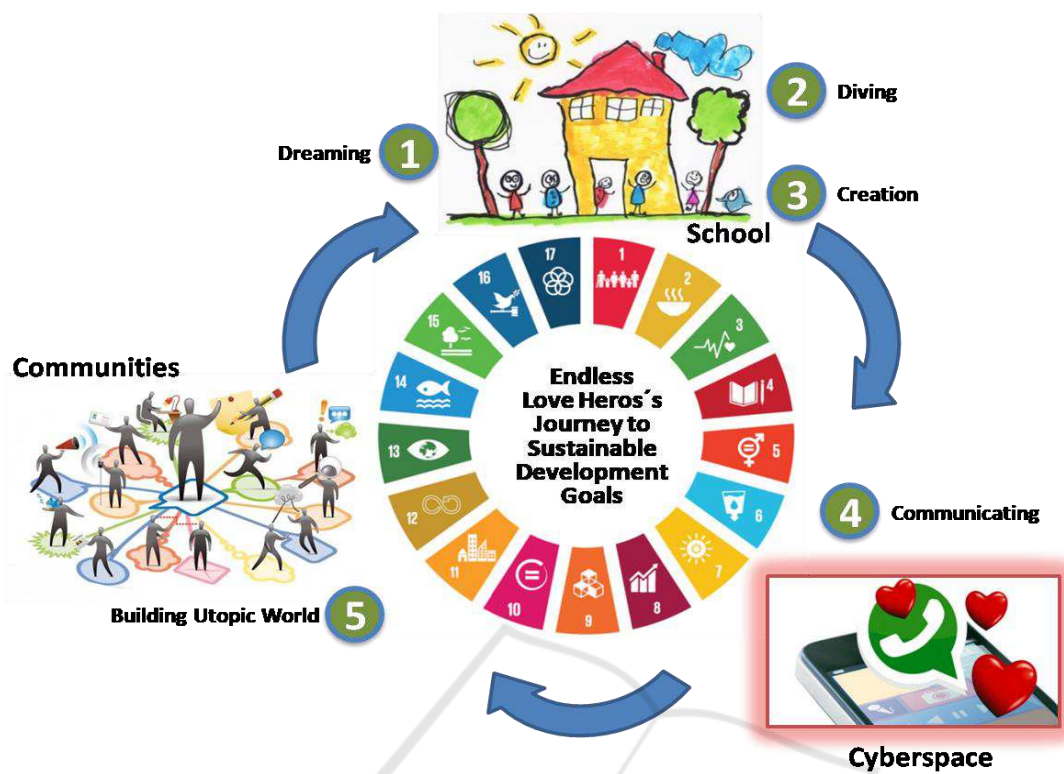 Dreaming
1
2
Diving
3
Creation
School
Endless
Love Heros´s
Journey to
Sustainable
Development
Goals
1
2
3
4
5
6
7
8
9
10
11
12
13
14
15
16
17
4
Communicating
Cyberspace
Communities
Building Utopic World
5